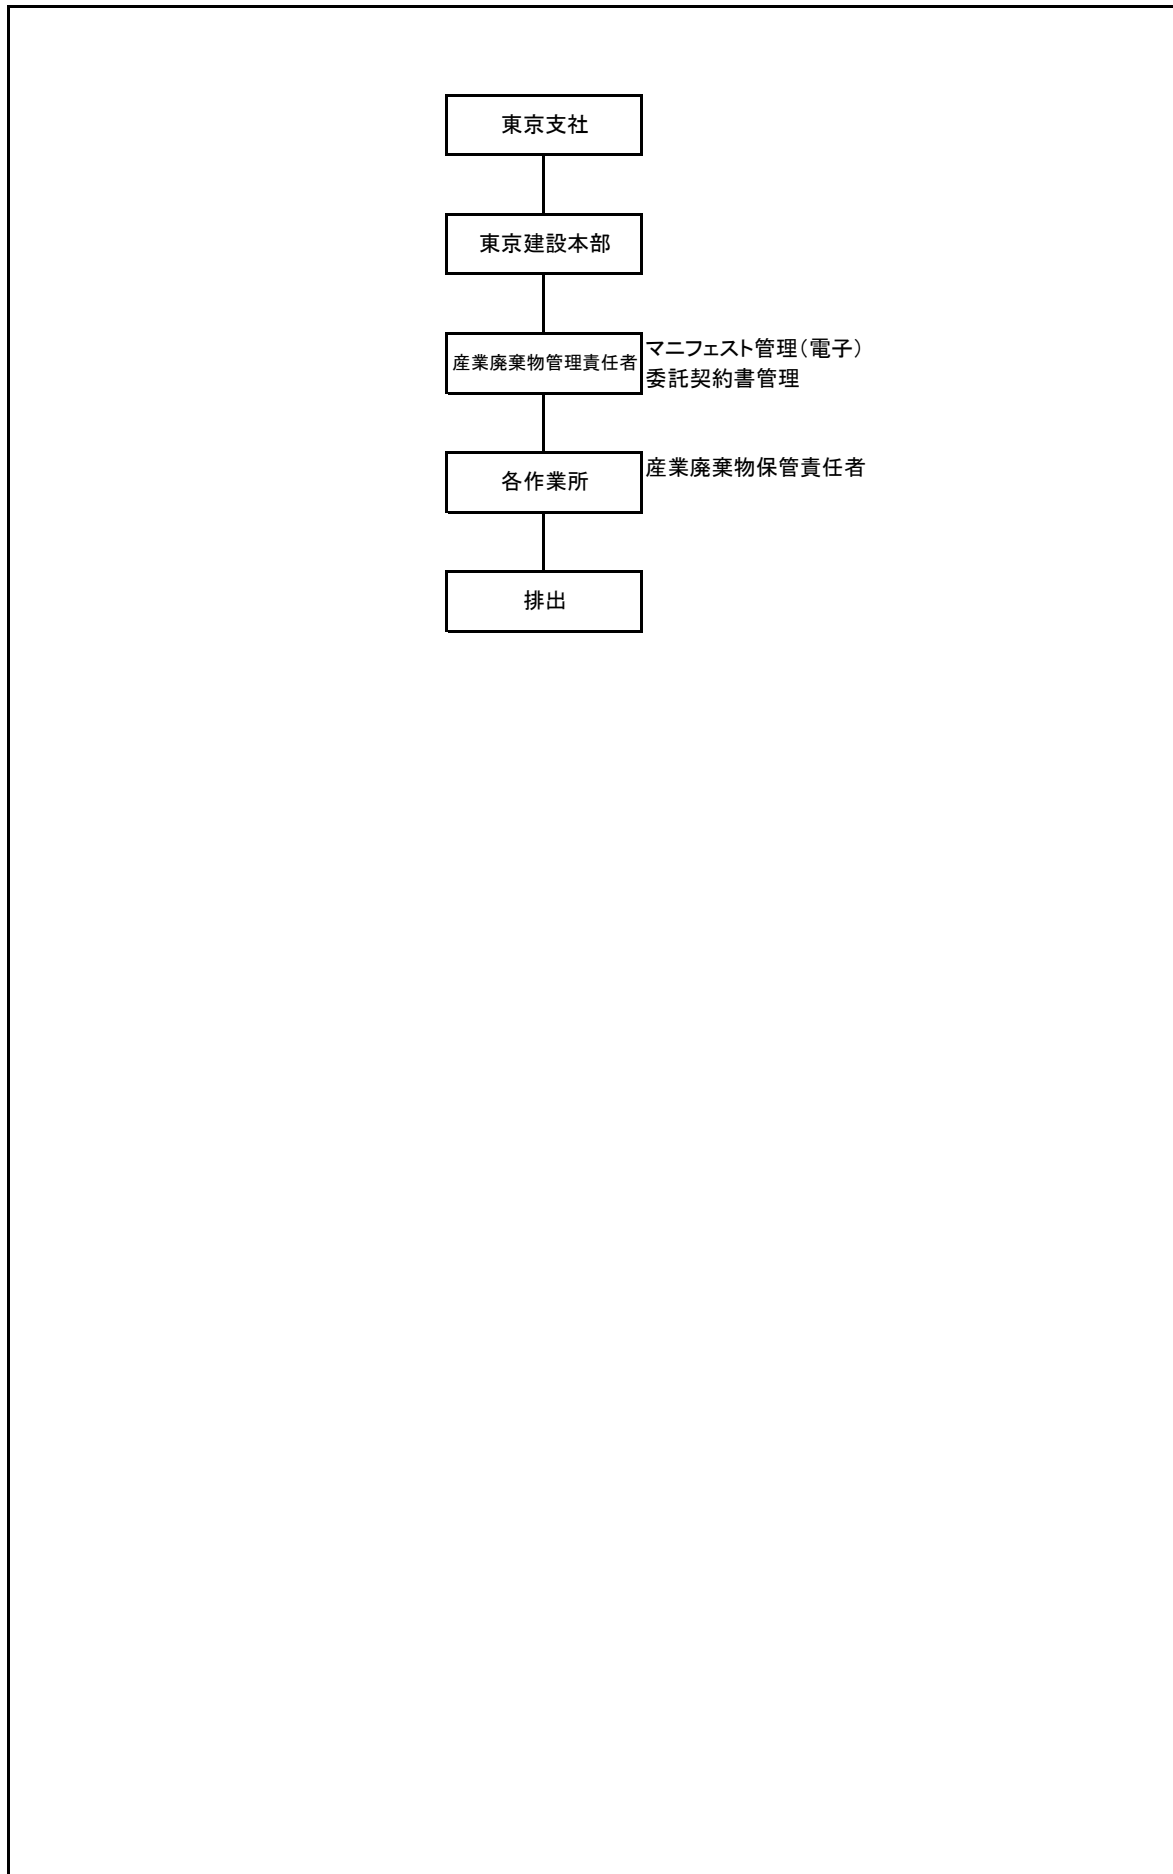 東京支社
東京建設本部
産業廃棄物管理責任者
マニフェスト管理（電子）
委託契約書管理
各作業所
産業廃棄物保管責任者
排出